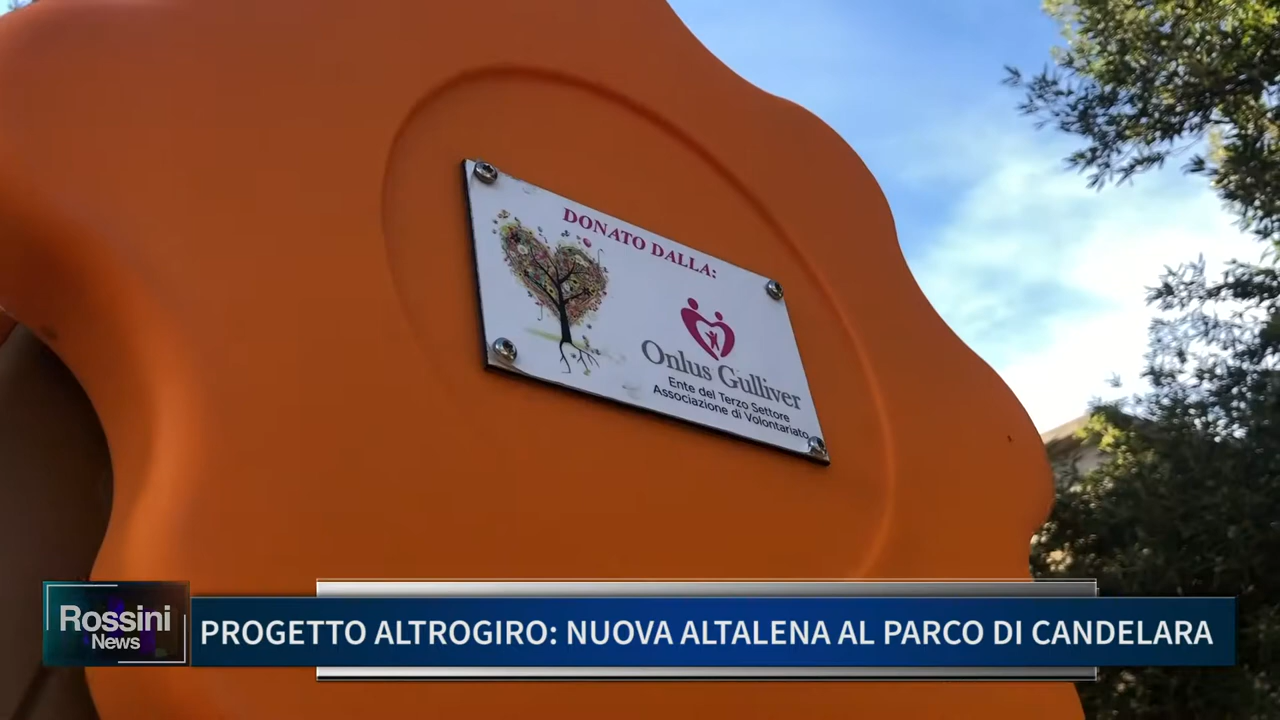 DONATO DALLA:
Onlus Gulliver
Ente del Terzo Settore
Associazione di Volontariato
Rossini
News
PROGETTO ALTROGIRO: NUOVA ALTALENA AL PARCO DI CANDELARA